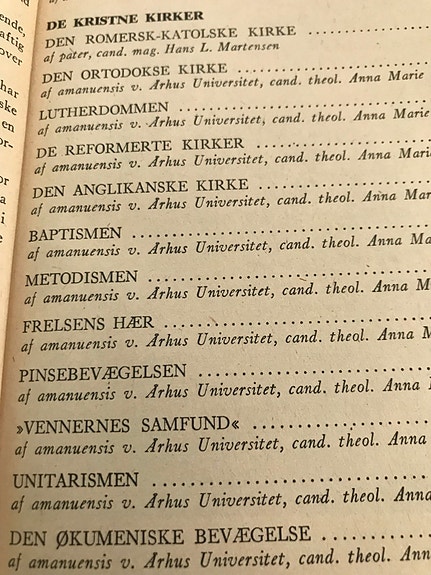 DE KRISTNE KIRKER
DEN ROMERSK-KATOLSKE KIRKE
af pater, cand. mag. Hans L. Martensen
DEN ORTODOKSE KIRKE
af amanuensis v. Århus Universitet, cand. theol. Anna Marie
LUTHERDOMMEN
af amanuensis v. Århus Universitet, cand. theol. Anna Marie
DE REFORMERTE KIRKER
af amanuensis v. Århus Universitet, cand. theol. Anna Marie
DEN ANGLIKANSKE KIRKE
af amanuensis v. Århus Universitet, cand. theol. Anna Mari
BAPTISMEN
af amanuensis v. Århus Universitet, cand. theol. Anna Ma
METODISMEN
af amanuensis v. Århus Universitet, cand. theol. Anna M
FRELSENS HÆR
af amanuensis v. Århus Universitet, cand. theol. Anna M
PINSEBEVÆGELSEN
af amanuensis v. Århus Universitet, cand. theol. Anna
»VENNERNES SAMFUND«
af amanuensis v. Århus Universitet, cand. theol. Anna
UNITARISMEN
af amanuensis v. Århus Universitet, cand. theol. Anna
DEN ØKUMENISKE BEVÆGELSE
af amanuensis v. Århus Universitet, cand. theol. Ann